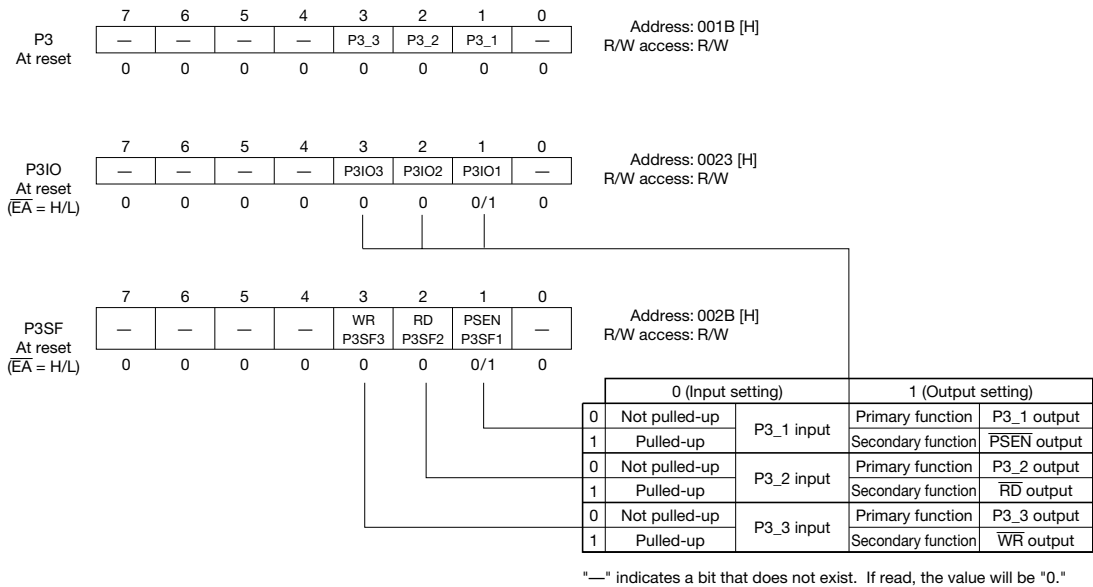 7 6 5 4 3 2 1 0
P3 — — — — P3_3 P3_2 P3_1 —
At reset 0 0 0 0 0 0 0 0
Address: 001B [H]
R/W access: R/W
7 6 5 4 3 2 1 0
P3IO — — — — P3IO3 P3IO2 P3IO1 —
At reset
(EA = H/L) 0 0 0 0 0 0 0/1 0
Address: 0023 [H]
R/W access: R/W
7 6 5 4 3 2 1 0
P3SF — — — — WR P3SF3 RD P3SF2 PSEN P3SF1 —
At reset
(EA = H/L) 0 0 0 0 0 0 0/1 0
Address: 002B [H]
R/W access: R/W
0 (Input setting) 1 (Output setting)
0 Not pulled-up P3_1 input Primary function P3_1 output
1 Pulled-up Secondary function PSEN output
0 Not pulled-up P3_2 input Primary function P3_2 output
1 Pulled-up Secondary function RD output
0 Not pulled-up P3_3 input Primary function P3_3 output
1 Pulled-up Secondary function WR output
"—" indicates a bit that does not exist. If read, the value will be "0."